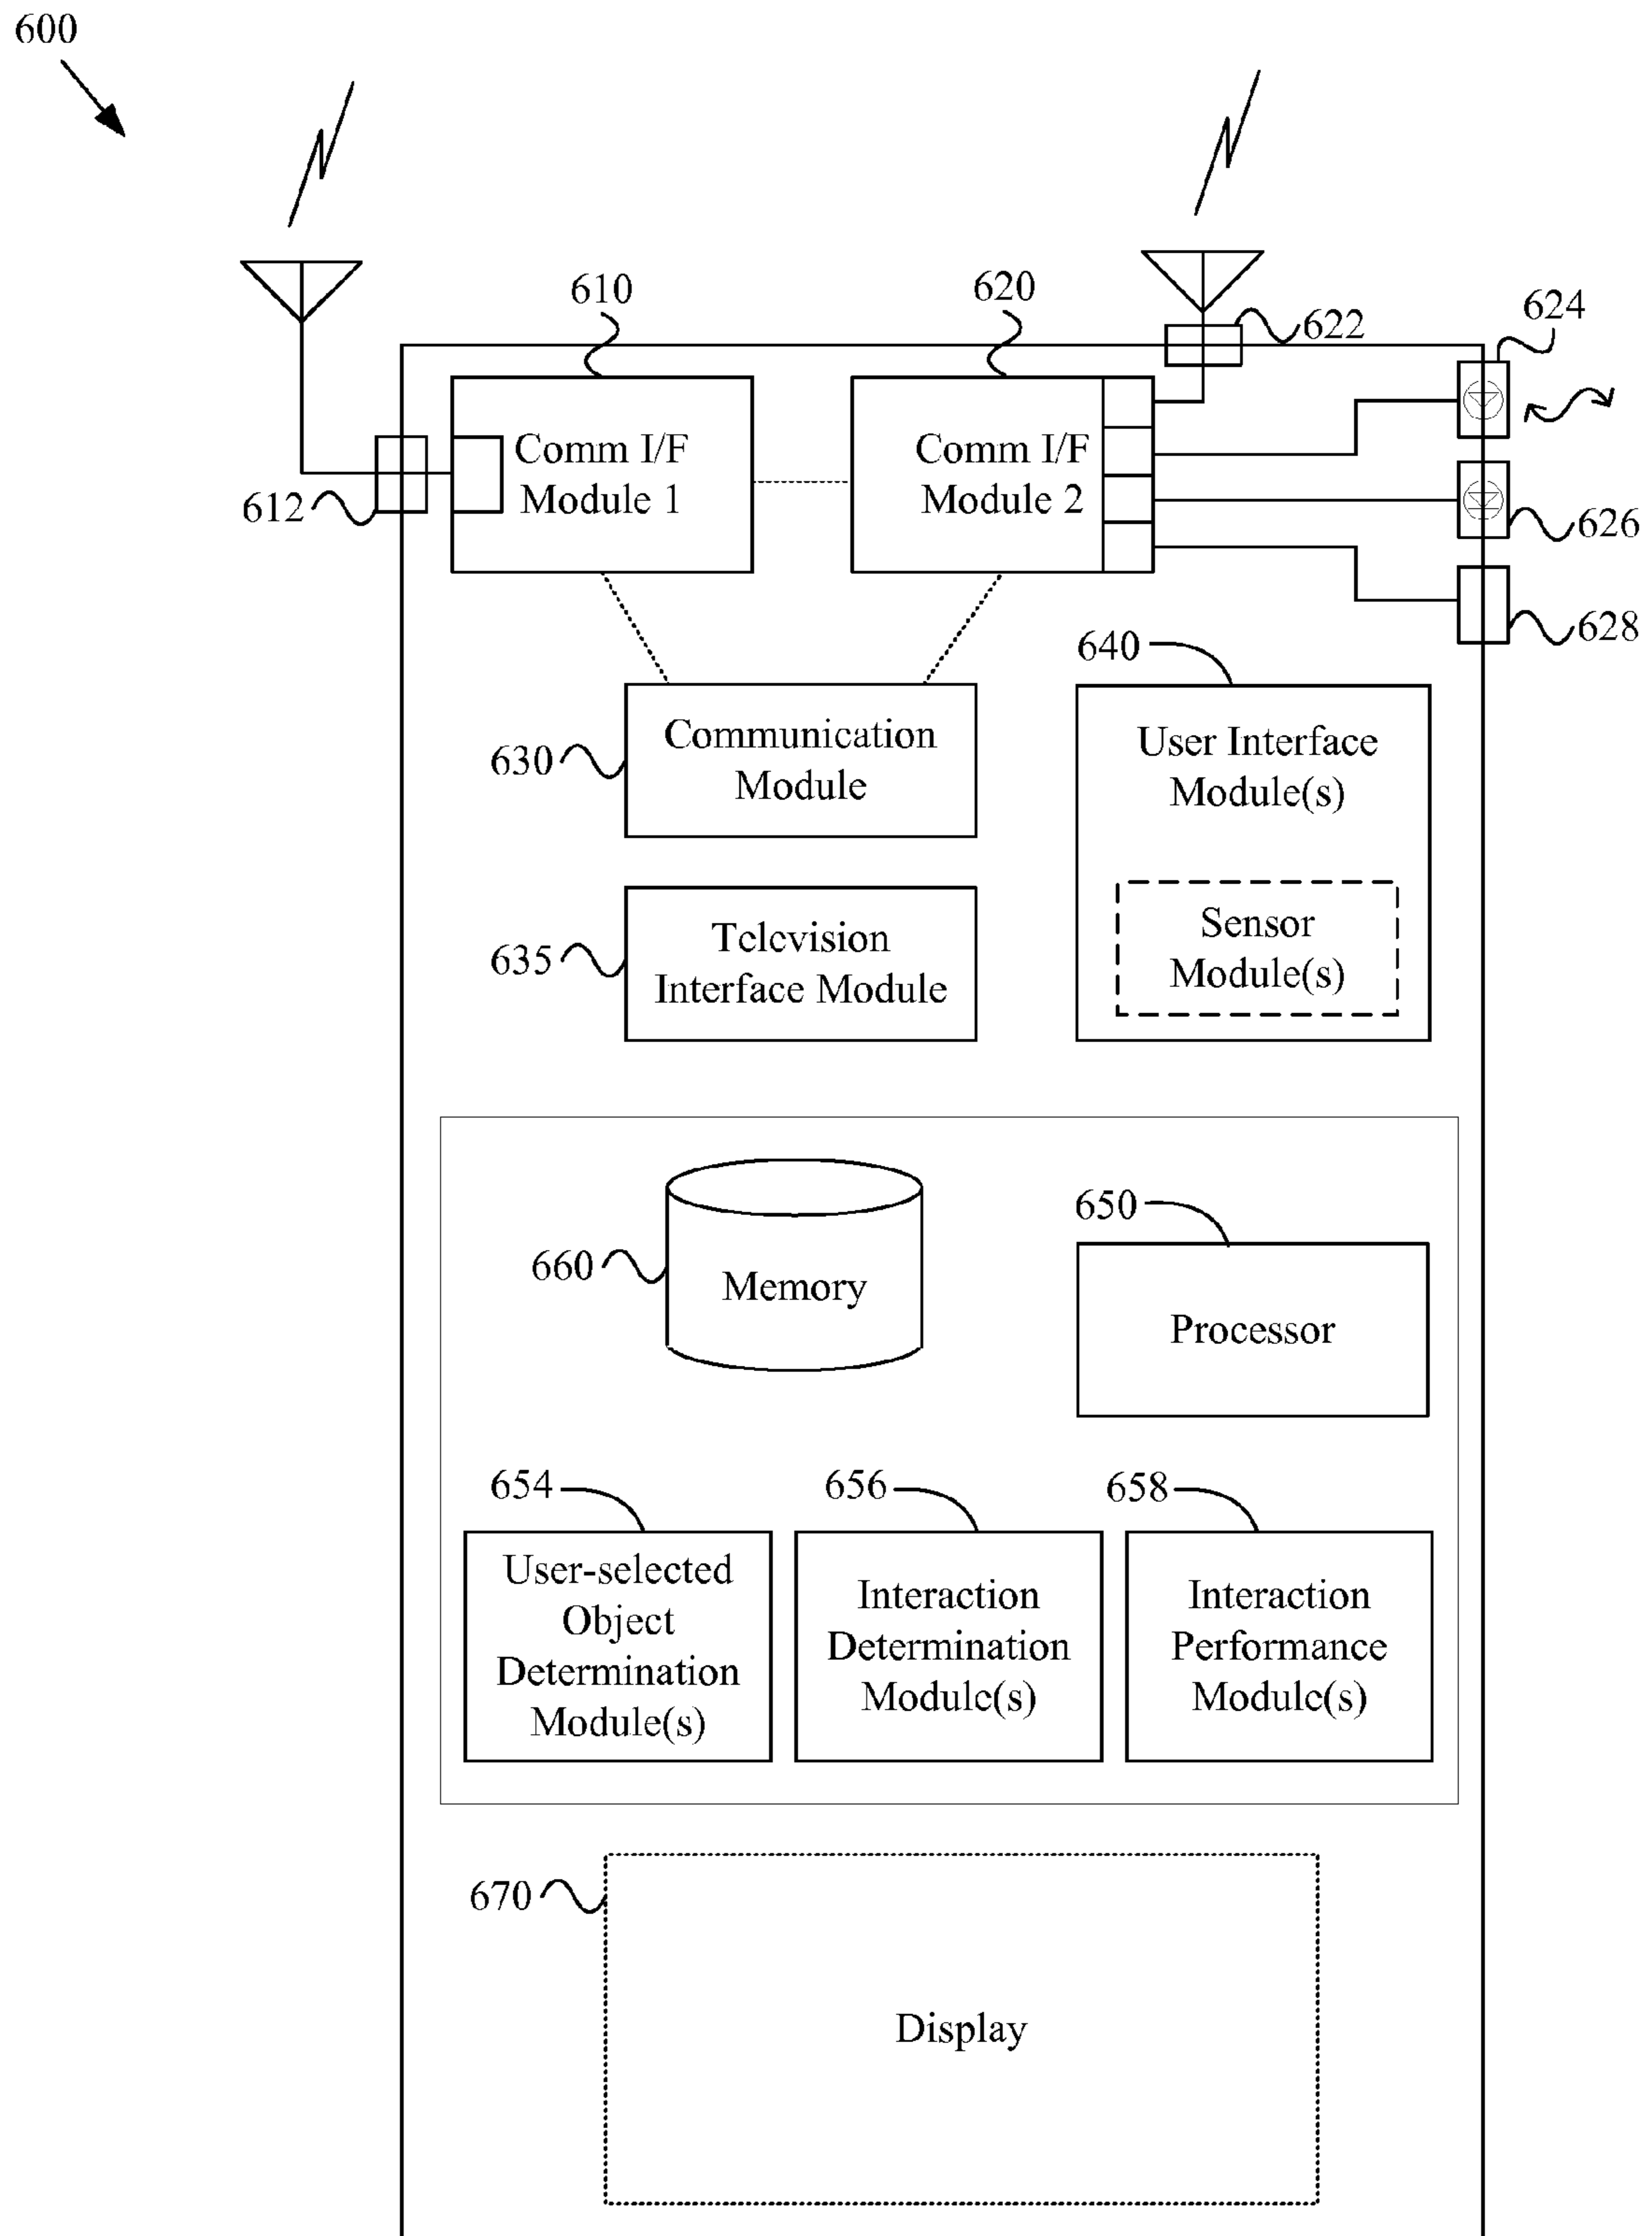 600
610
620
622
624
Comm I/F
Module 1
Comm I/F
Module 2
612
626
628
640
630
Communication
Module
User Interface
Module(s)
635
Television
Interface Module
Sensor
Module(s)
650
660
Memory
Processor
654
656
658
User-selected
Object
Determination
Module(s)
Interaction
Determination
Module(s)
Interaction
Performance
Module(s)
670
Display